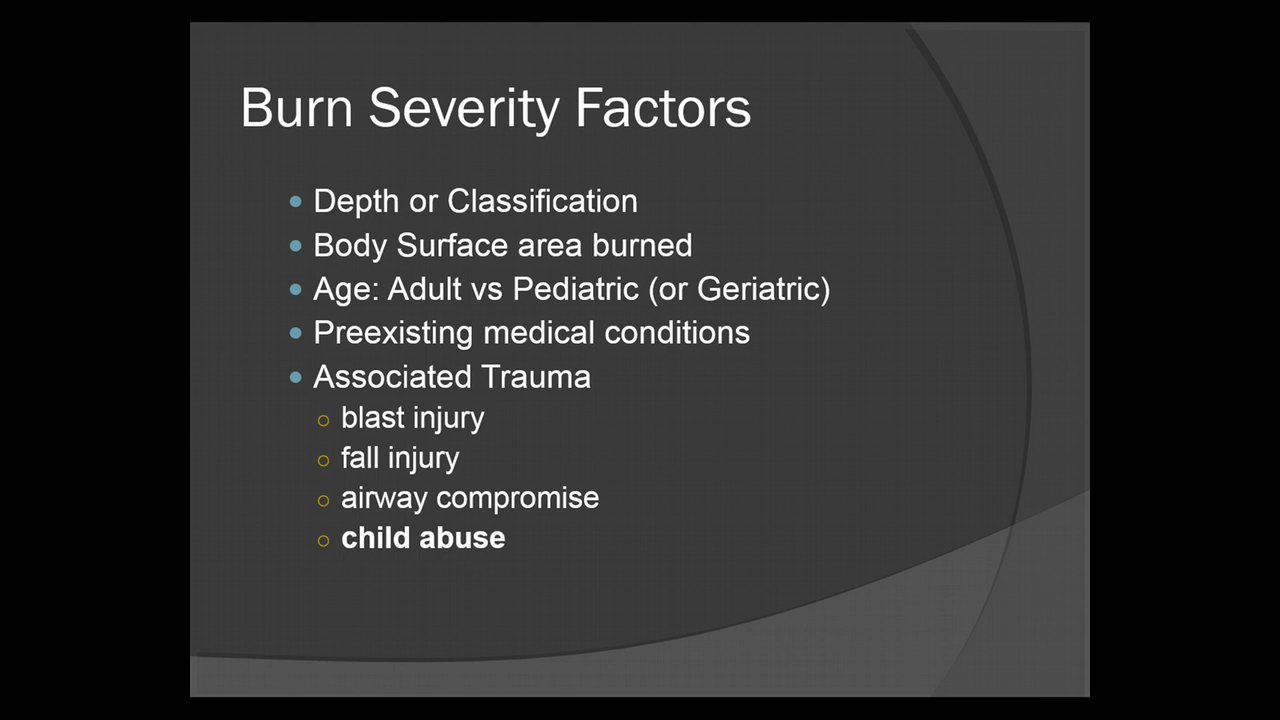 Burn Severity Factors
Depth or Classification
Body Surface area burned
Age: Adult vs Pediatric (or Geriatric)
Preexisting medical conditions
Associated Trauma
blast injury
fall injury
airway compromise
child abuse